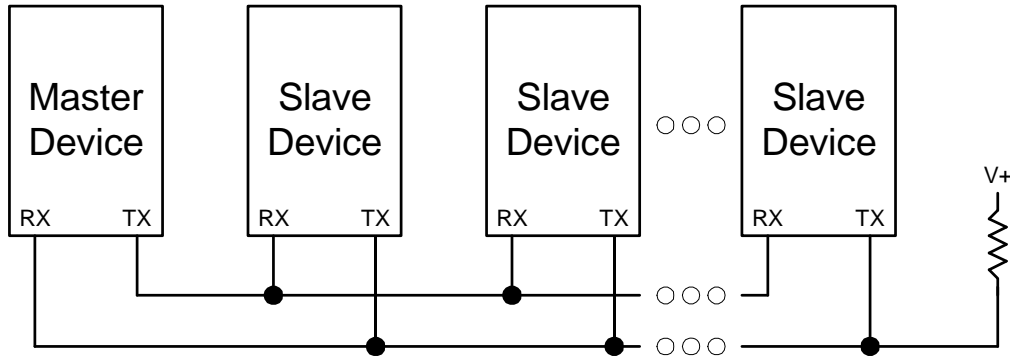 Master
Device
Slave
Device
Slave
Device
Slave
Device
V+
RX TX
RX TX
RX TX
RX TX